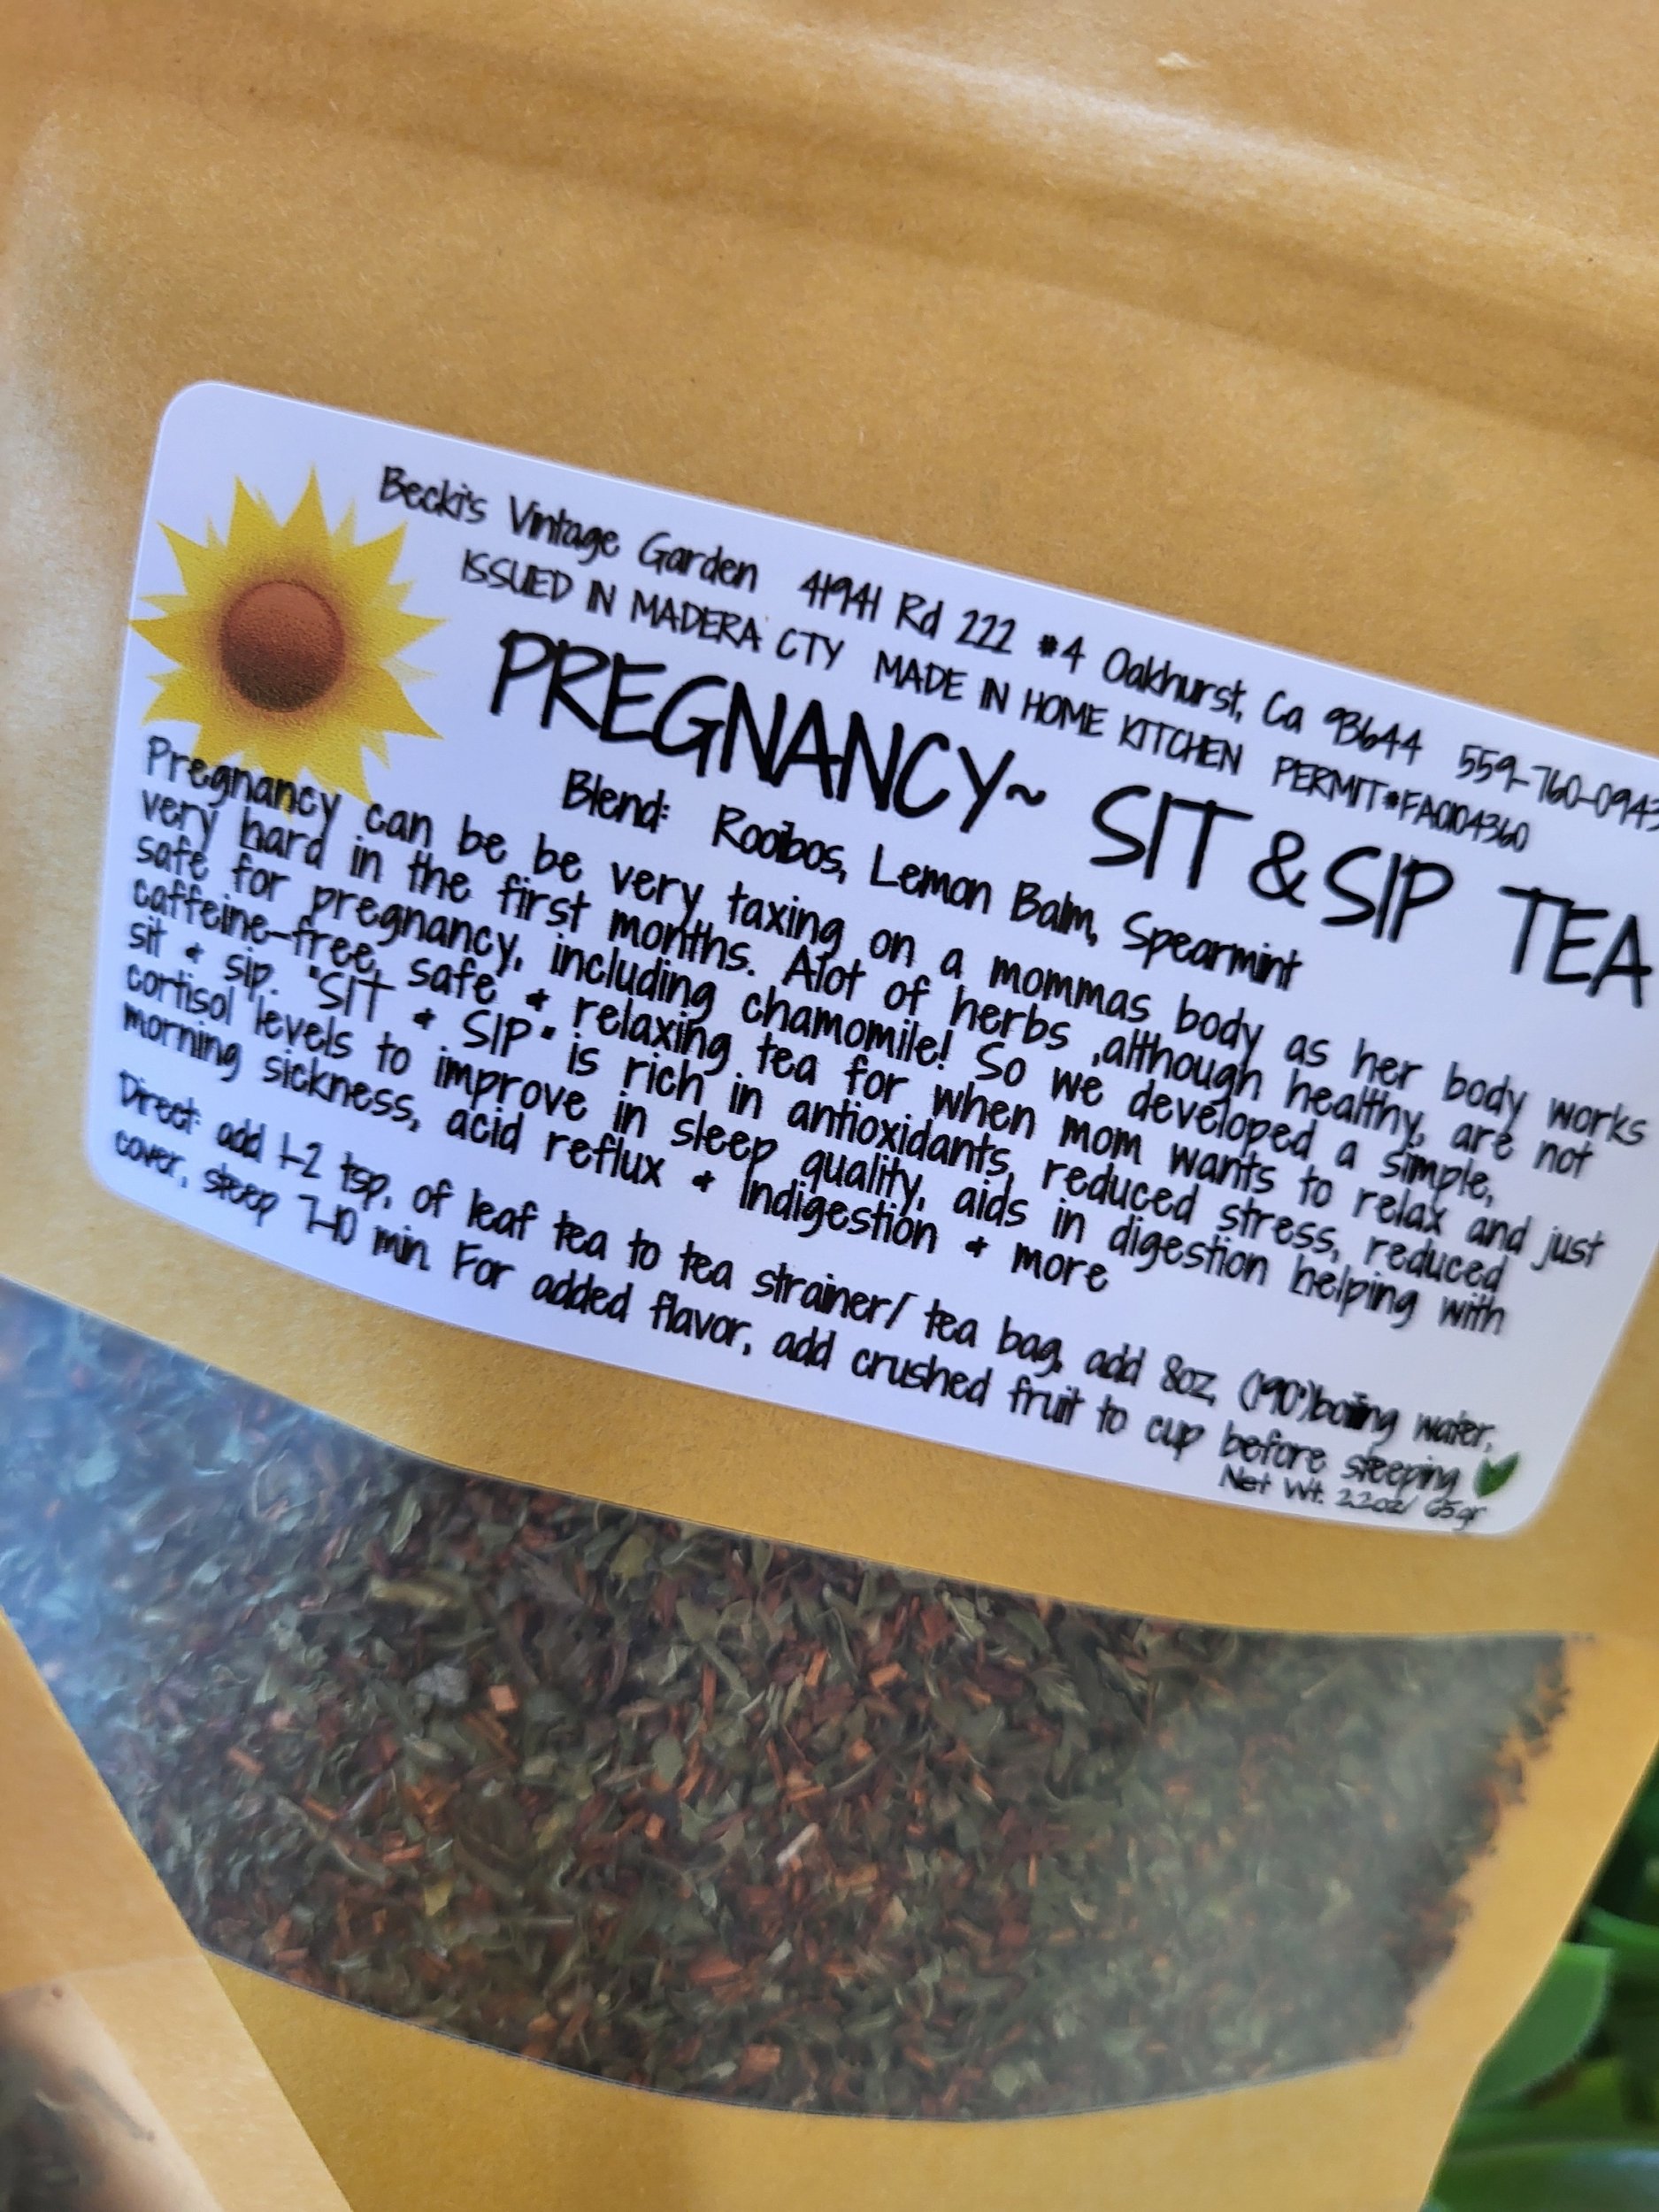 Becki's Vintage Garden 41941 Rd 222 #4 Oakhurst, Ca 93644 559-760-0943
ISSUED IN MADERA CTY MADE IN HOME KITCHEN PERMIT#FA0104360
PREGNANCY~ SIT & SIP TEA
Blend: Rooibos, Lemon Balm, Spearmint
Pregnancy can be be very taxing on a mommas body as her body works
very hard in the first months. Alot of herbs ,although healthy, are not
safe for pregnancy, including chamomile! So we developed a simple,
caffeine-free, safe & relaxing tea for when mom wants to relax and just
sit & sip. "SIT & SIP" is rich in antioxidants, reduced stress, reduced
cortisol levels to improve in sleep quality, aids in digestion helping with
morning sickness, acid reflux & Indigestion & more
Direct: add 1-2 tsp, of leaf tea to tea strainer/ tea bag, add 8oz, (190°)boiling water,
cover, steep 7-10 min. For added flavor, add crushed fruit to cup before steeping
Net Wt. 2.2oz/ 65gr